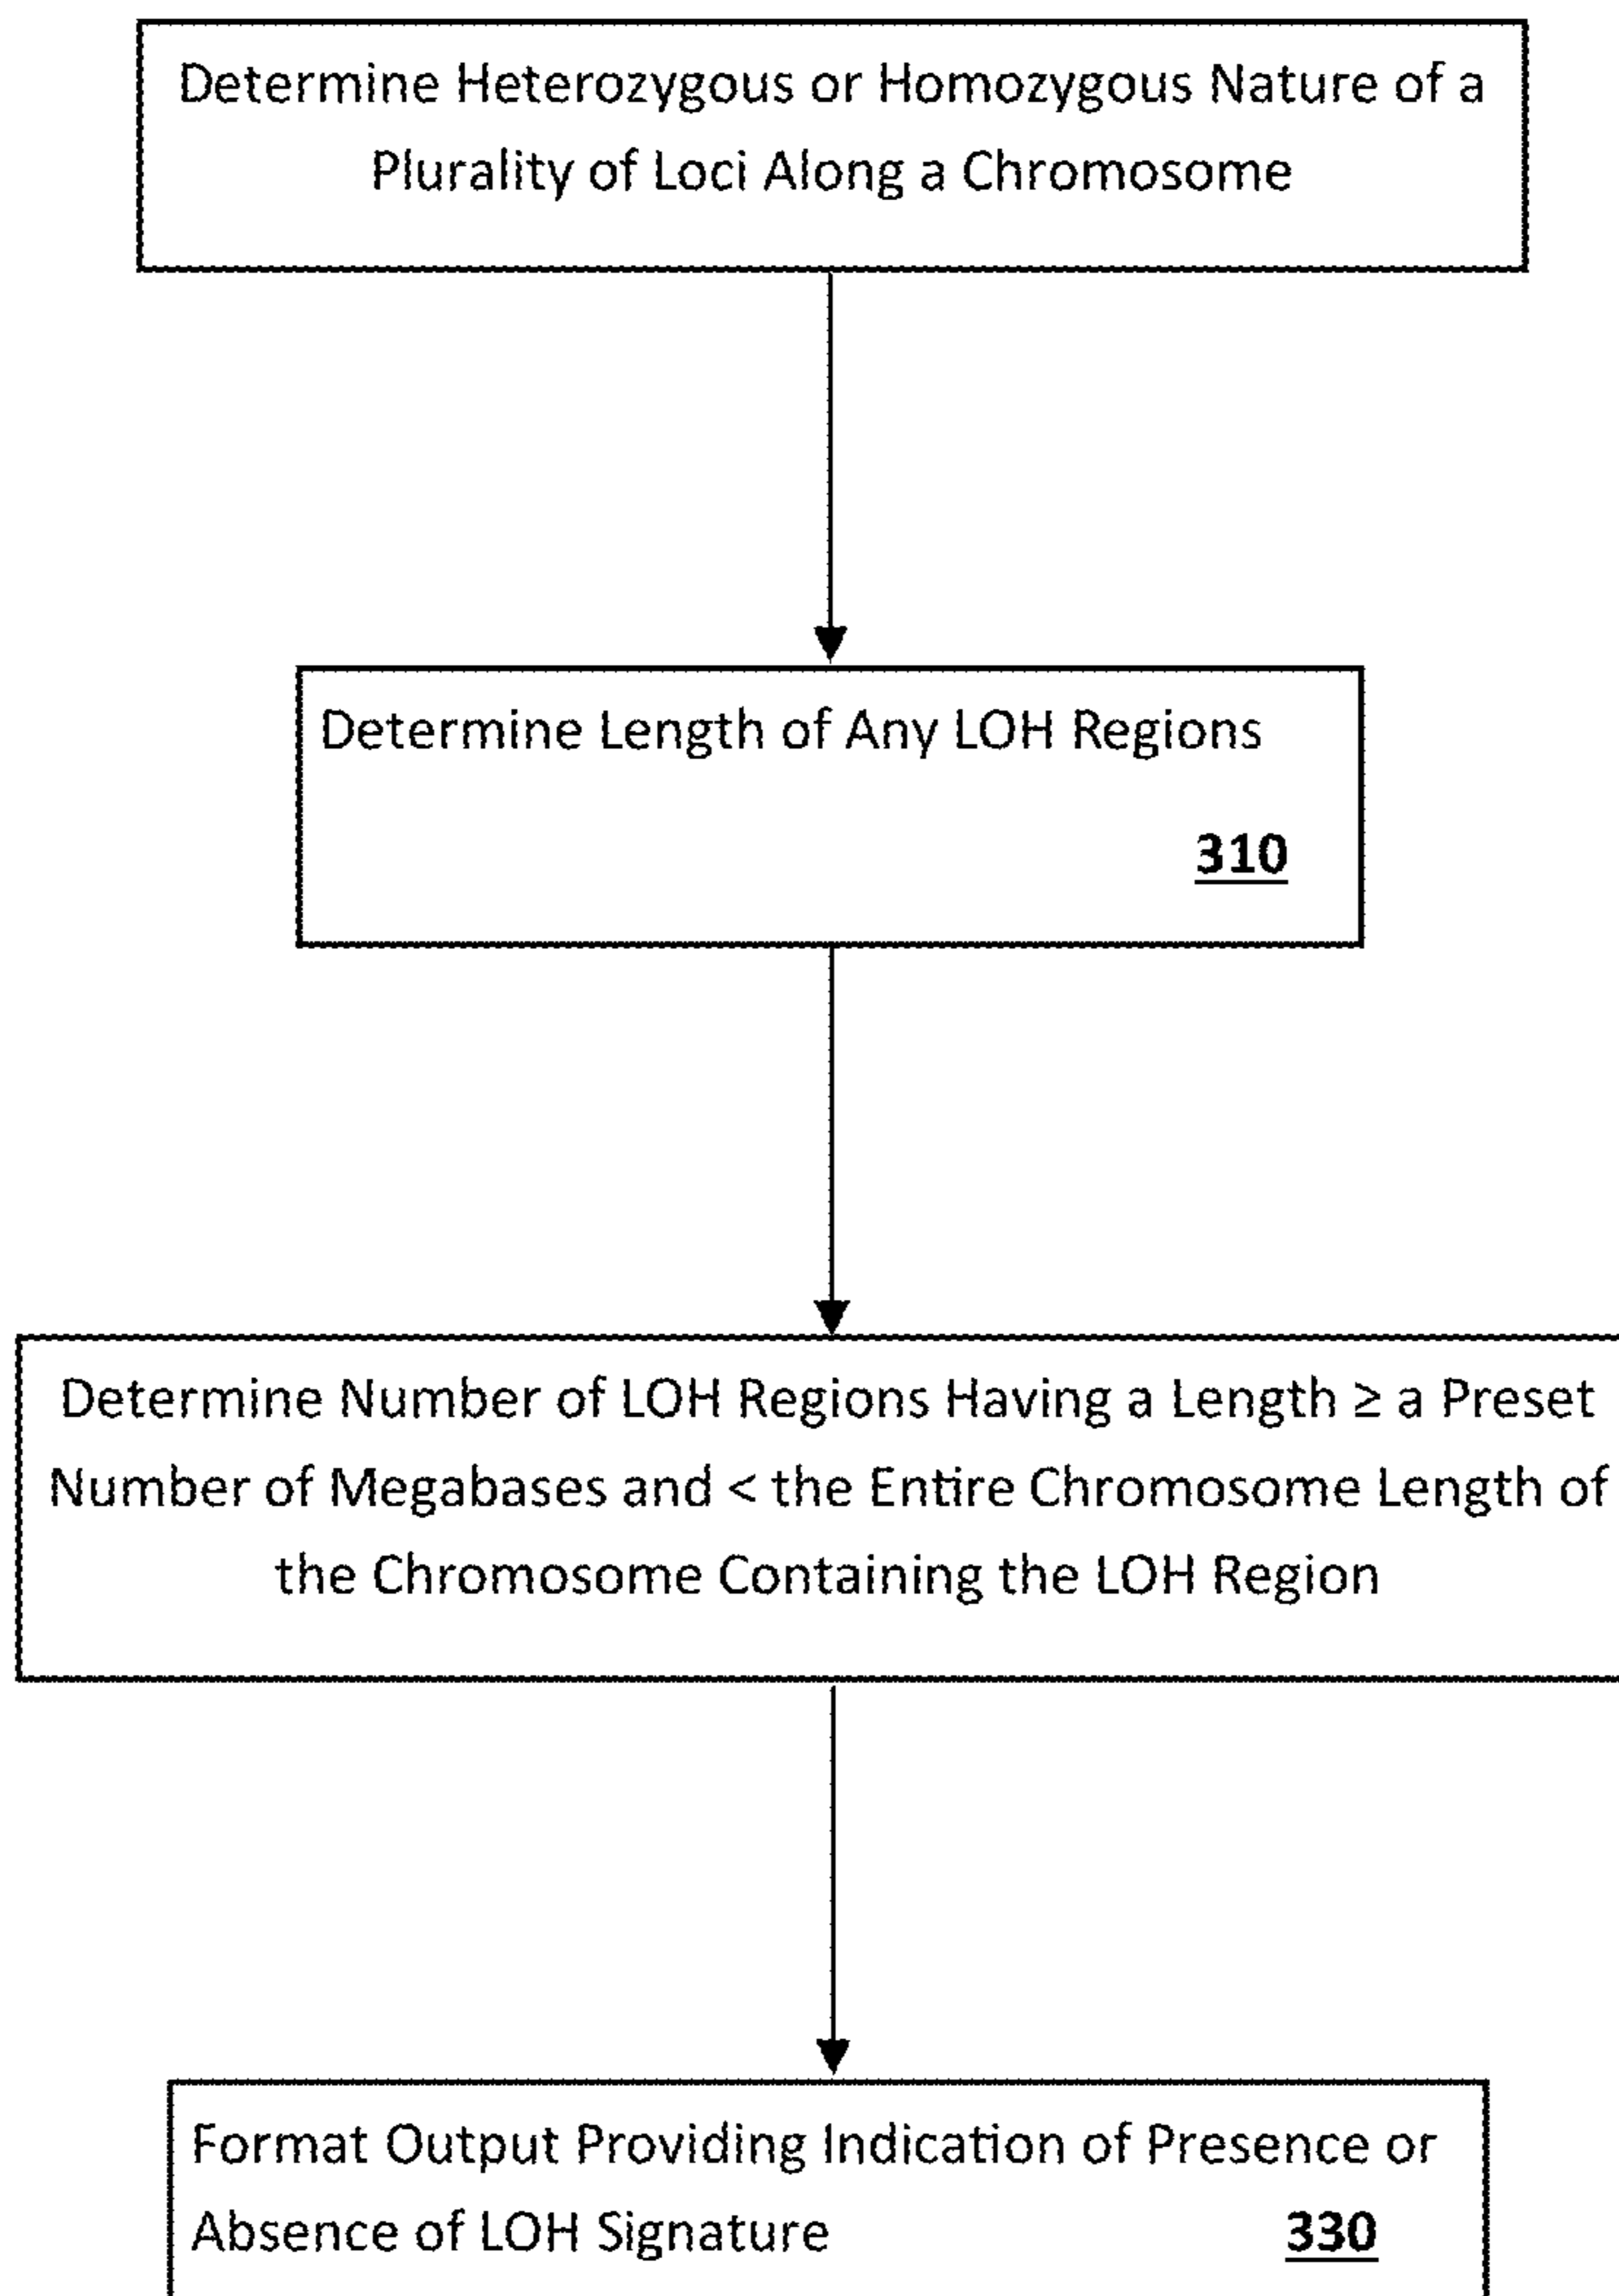 Determine Heterozygous or Homozygous Nature of a
Plurality of Loci Along a Chromosome
Determine Length of Any LOH Regions
310
Determine Number of LOH Regions Having a Length ≥ a Preset
Number of Megabases and < the Entire Chromosome Length of
the Chromosome Containing the LOH Region
Format Output Providing Indication of Presence or
Absence of LOH Signature 330